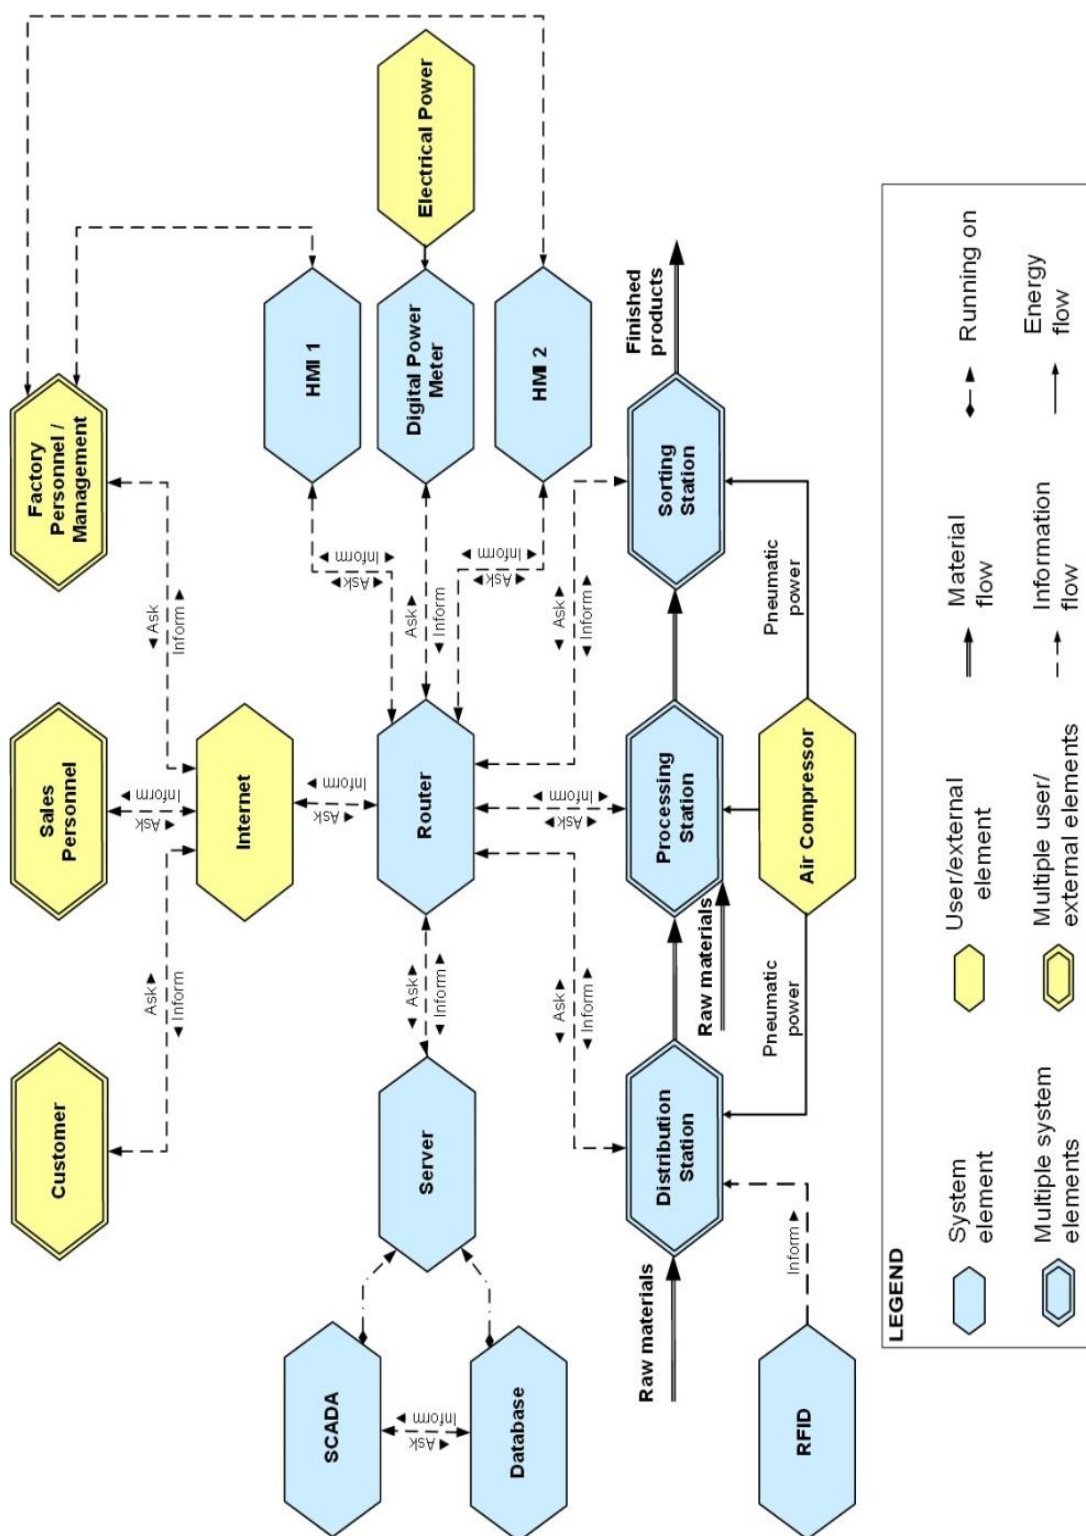 Customer
Sales
Personnel
Factory
Personnel /
Management
Ask
Inform
Ask
Inform
Ask
Inform
Internet
Ask
Inform
SCADA
Ask
Inform
Database
Server
Ask
Inform
Router
Ask
Inform
HMI 1
Ask
Inform
Digital Power
Meter
Electrical Power
Ask
Inform
HMI 2
Ask
Inform
Ask
Inform
Ask
Inform
Raw materials
Distribution
Station
Raw materials
Processing
Station
Sorting
Station
Finished
products
RFID
Inform
Pneumatic
power
Air Compressor
Pneumatic
power
LEGEND
System
element
User/external
element
Material
flow
Running on
Multiple system
elements
Multiple user/
external elements
Information
flow
Energy
flow